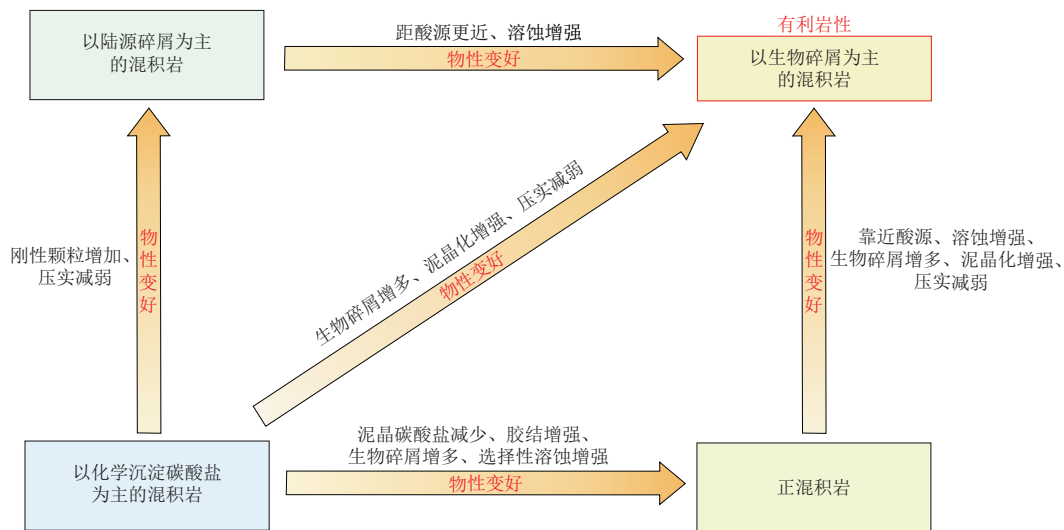 以陆源碎屑为主
的混积岩
距酸源更近、溶蚀增强
物性变好
有利岩性
以生物碎屑为主
的混积岩
刚性颗粒增加、
压实减弱
物性变好
生物碎屑增多、泥晶化增强、压实减弱
物性变好
物性变好
靠近酸源、溶蚀增强、
生物碎屑增多、泥晶化增强、
压实减弱
以化学沉淀碳酸盐
为主的混积岩
泥晶碳酸盐减少、胶结增强、
生物碎屑增多、选择性溶蚀增强
物性变好
正混积岩